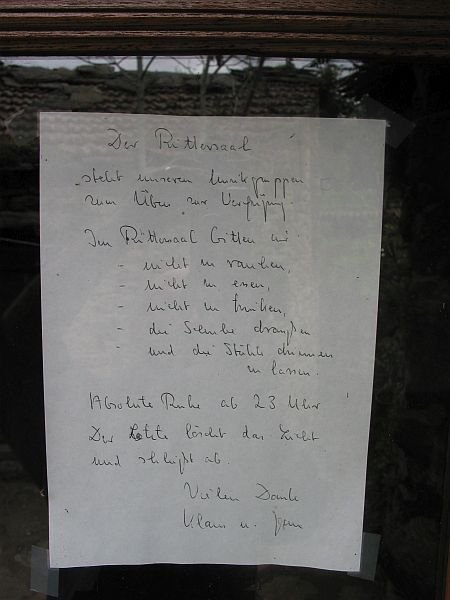 Der Rittersaal
steht unseren Musikgruppen
zum Üben zur Verfügung.
Im Rittersaal bitten wir
- nicht zu rauchen,
- nicht zu essen,
- nicht zu trinken,
- die Schuhe draußen
- und die Stühle drinnen
zu lassen.
Absolute Ruhe ab 23 Uhr
Der Letzte löscht das Licht
und schließt ab.
Vielen Dank
Klaus u.